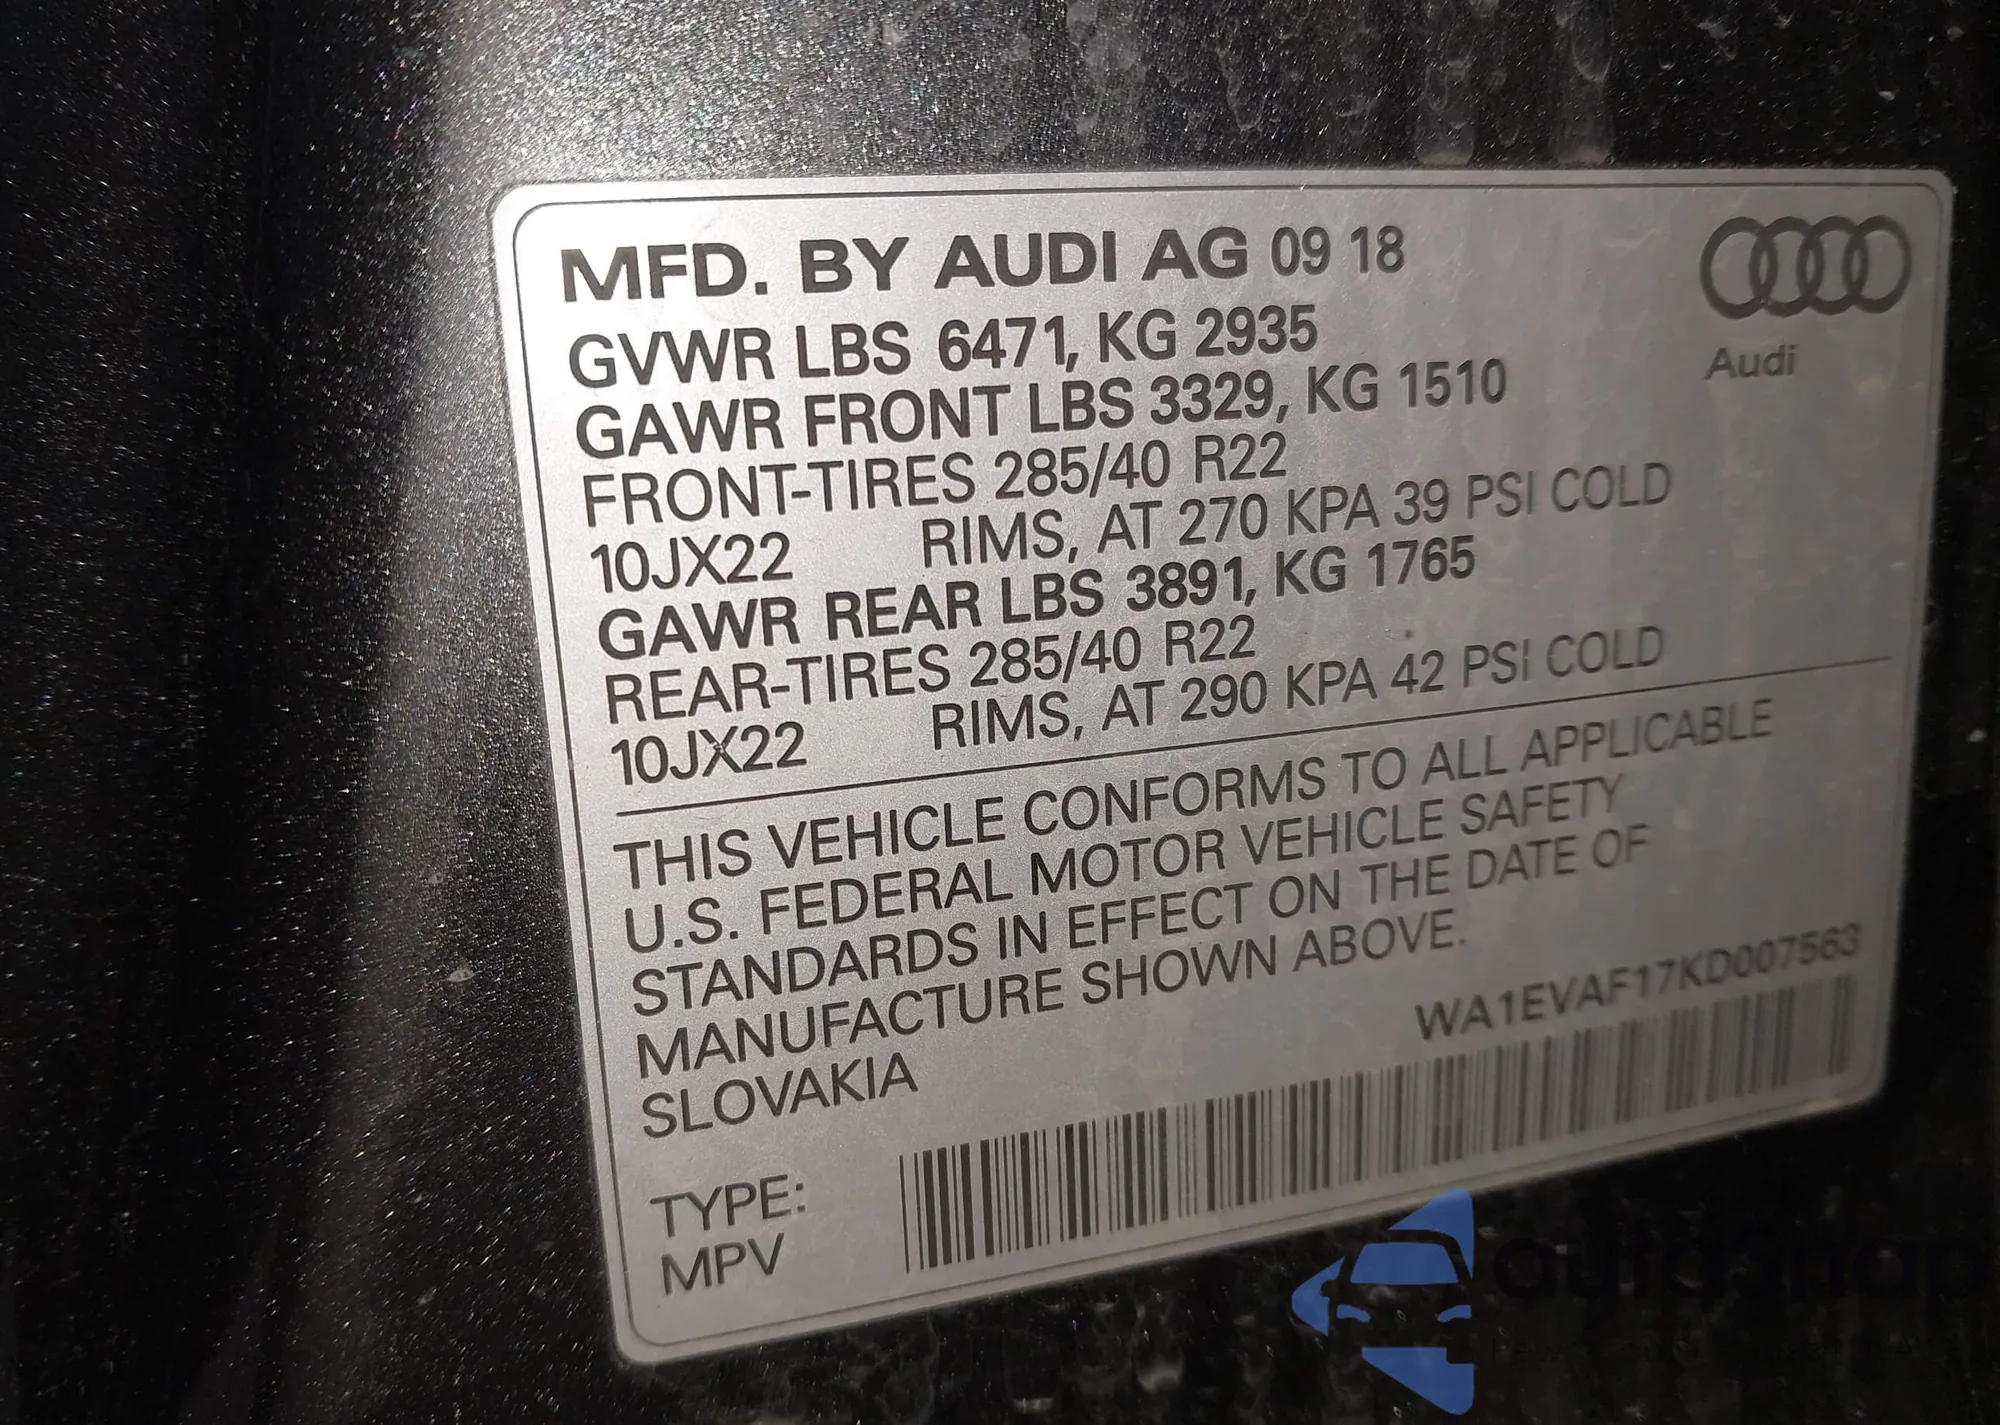 MFD. BY AUDI AG 09 18
GVWR LBS 6471, KG 2935
GAWR FRONT LBS 3329, KG 1510
FRONT-TIRES 285/40 R22
10JX22 RIMS, AT 270 KPA 39 PSI COLD
GAWR REAR LBS 3891, KG 1765
REAR-TIRES 285/40 R22
10JX22 RIMS, AT 290 KPA 42 PSI COLD
Audi
THIS VEHICLE CONFORMS TO ALL APPLICABLE
U.S. FEDERAL MOTOR VEHICLE SAFETY
STANDARDS IN EFFECT ON THE DATE OF
MANUFACTURE SHOWN ABOVE.
SLOVAKIA
WA1EVAF17KD007563
TYPE:
MPV